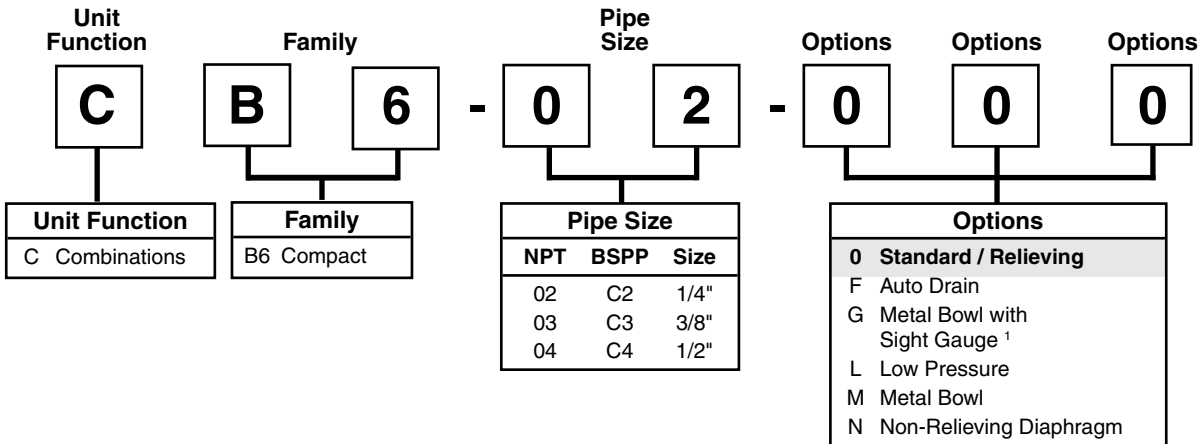 Unit
Function
Family
Pipe
Size
Options
Options
Options
C
B
6
-
0
2
-
0
0
0
Unit Function
C Combinations
Family
B6 Compact
Pipe Size
NPT BSPP Size
02 C2 1/4"
03 C3 3/8"
04 C4 1/2"
Options
0 Standard / Relieving
F Auto Drain
G Metal Bowl with
Sight Gauge ¹
L Low Pressure
M Metal Bowl
N Non-Relieving Diaphragm